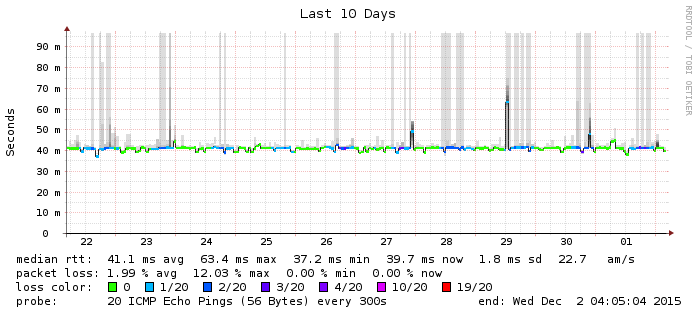 Last 10 Days
RRDTOOL / TOBI OETIKER
Seconds
90 m
80 m
70 m
60 m
50 m
40 m
30 m
20 m
10 m
0
22 23 24 25 26 27 28 29 30 01
median rtt: 41.1 ms avg 63.4 ms max 37.2 ms min 39.7 ms now 1.8 ms sd 22.7 am/s
packet loss: 1.99 % avg 12.03 % max 0.00 % min 0.00 % now
loss color: 0 1/20 2/20 3/20 4/20 10/20 19/20
probe: 20 ICMP Echo Pings (56 Bytes) every 300s end: Wed Dec 2 04:05:04 2015